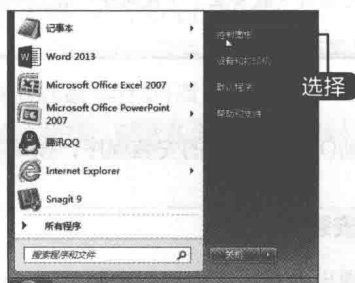 记事本
Word 2013
Microsoft Office Excel 2007
Microsoft Office PowerPoint
2007
腾讯QQ
Internet Explorer
Snagit 9
所有程序
搜索程序和文件
控制面板
设备和打印机
默认程序
帮助和支持
关机
选择